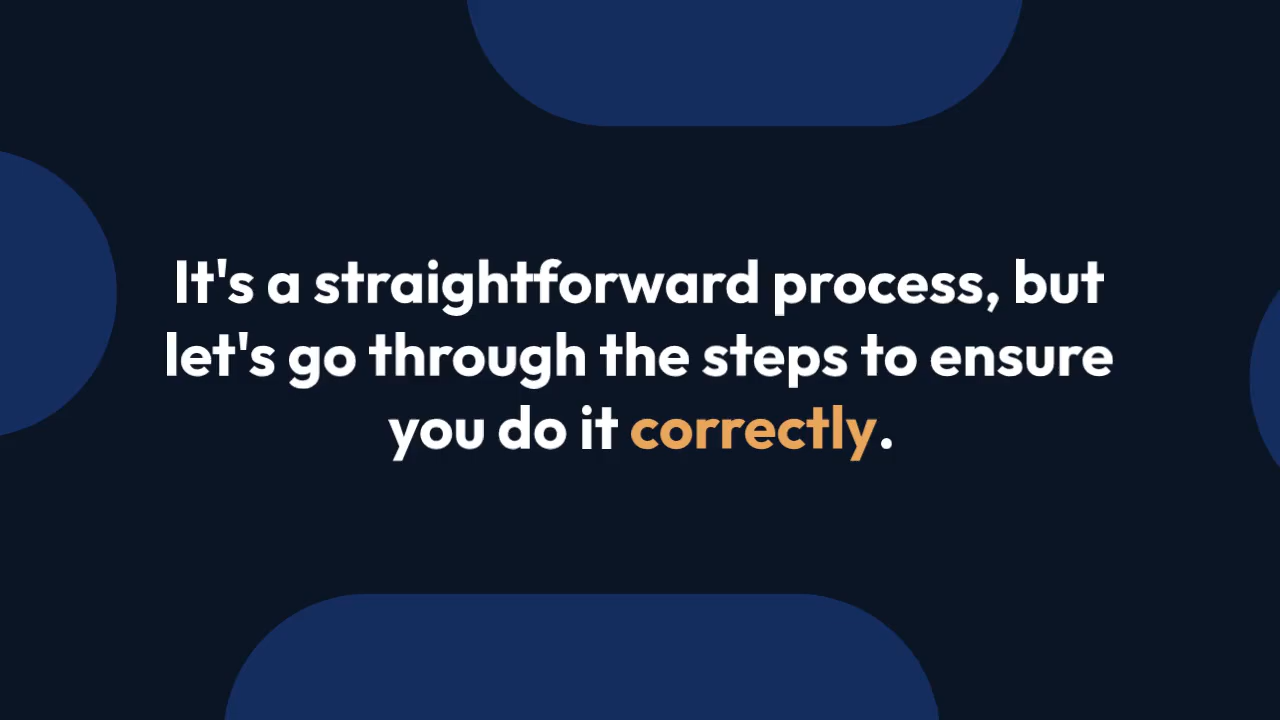 It's a straightforward process, but
let's go through the steps to ensure
you do it correctly.